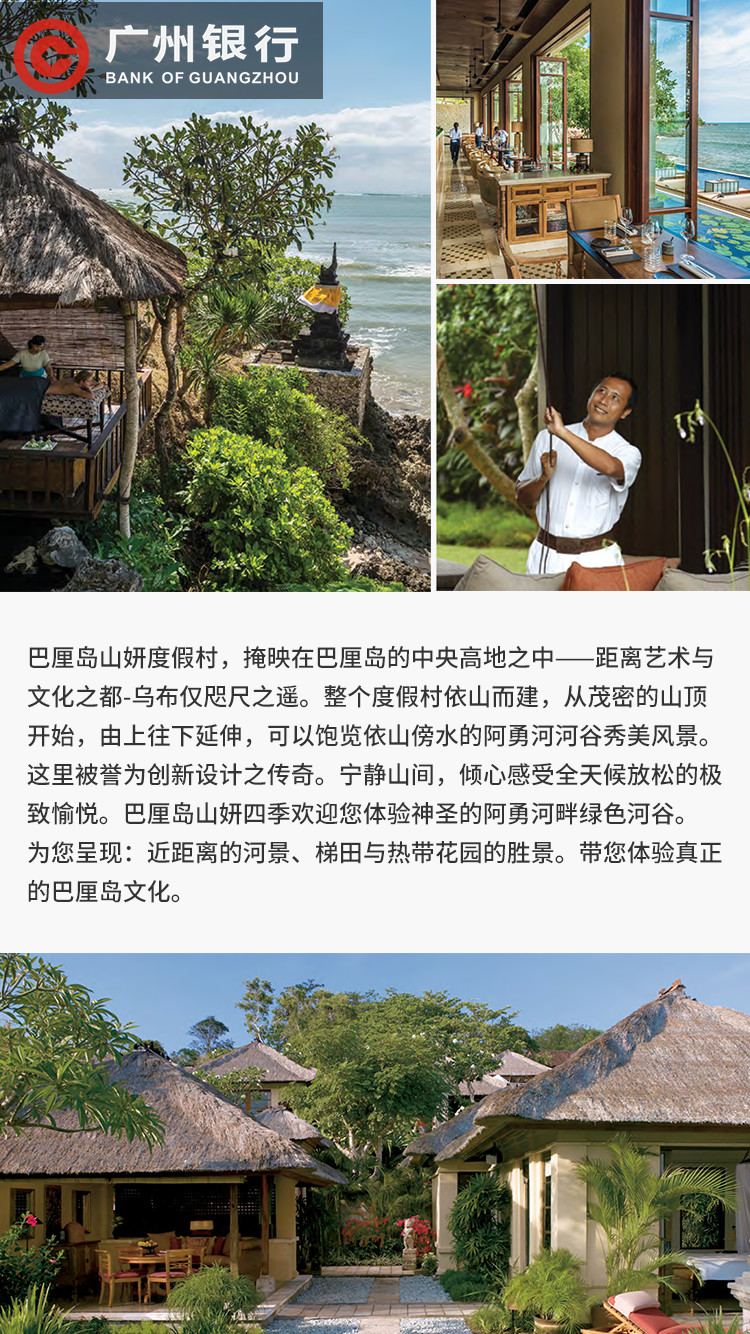 广州银行
BANK OF GUANGZHOU
巴厘岛山妍度假村，掩映在巴厘岛的中央高地之中——距离艺术与
文化之都-乌布仅咫尺之遥。整个度假村依山而建，从茂密的山顶
开始，由上往下延伸，可以饱览依山傍水的阿勇河河谷秀美风景。
这里被誉为创新设计之传奇。宁静山间，倾心感受全天候放松的极
致愉悦。巴厘岛山妍四季欢迎您体验神圣的阿勇河畔绿色河谷。
为您呈现：近距离的河景、梯田与热带花园的胜景。带您体验真正
的巴厘岛文化。